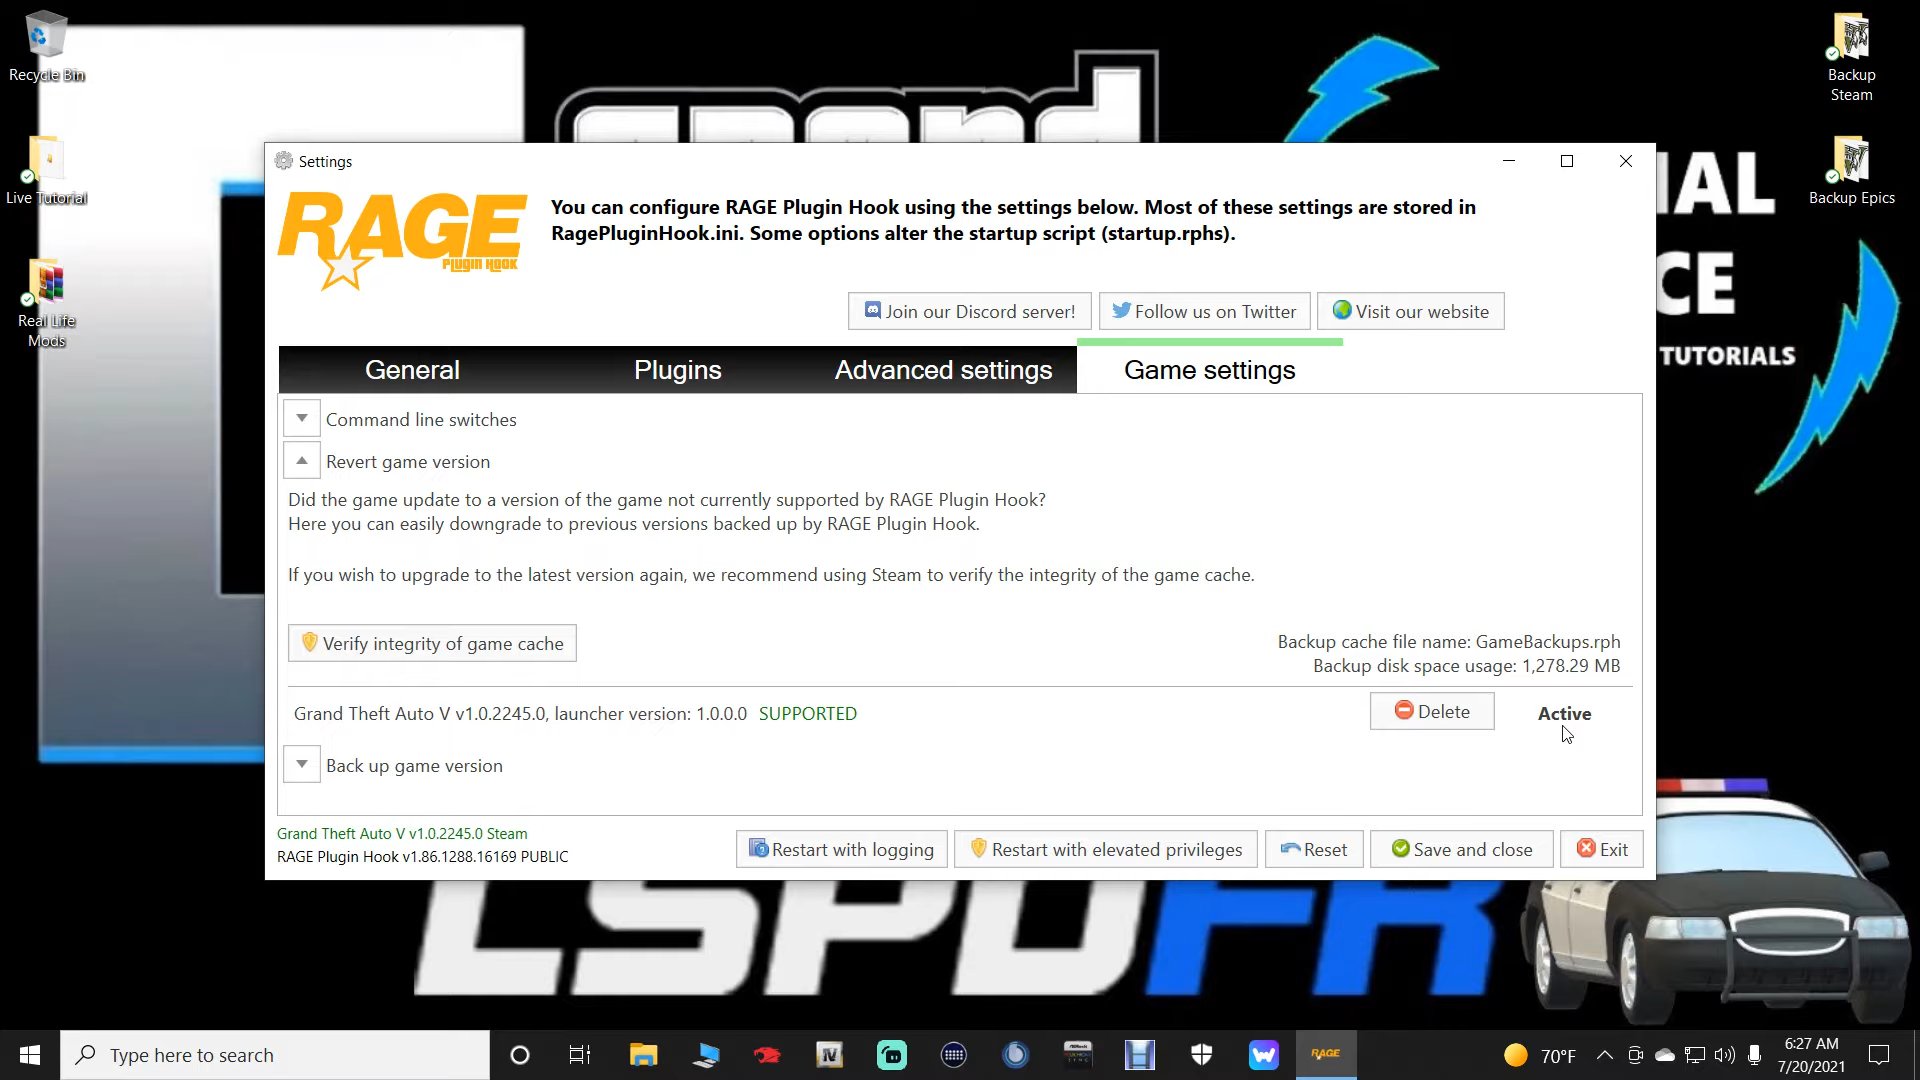 Recycle Bin
Live Tutorial
Real Life
Mods
Backup
Steam
Backup Epics
TUTORIALS
LSPDFR
Settings
RAGE
PLUGIN HOOK
You can configure RAGE Plugin Hook using the settings below. Most of these settings are stored in
RagePluginHook.ini. Some options alter the startup script (startup.rphs).
Join our Discord server!
Follow us on Twitter
Visit our website
General
Plugins
Advanced settings
Game settings
Command line switches
Revert game version
Did the game update to a version of the game not currently supported by RAGE Plugin Hook?
Here you can easily downgrade to previous versions backed up by RAGE Plugin Hook.
If you wish to upgrade to the latest version again, we recommend using Steam to verify the integrity of the game cache.
Verify integrity of game cache
Backup cache file name: GameBackups.rph
Backup disk space usage: 1,278.29 MB
Grand Theft Auto V v1.0.2245.0, launcher version: 1.0.0.0 SUPPORTED
Delete
Active
Back up game version
Grand Theft Auto V v1.0.2245.0 Steam
RAGE Plugin Hook v1.86.1288.16169 PUBLIC
Restart with logging
Restart with elevated privileges
Reset
Save and close
Exit
Type here to search
RAGE
70°F
6:27 AM
7/20/2021